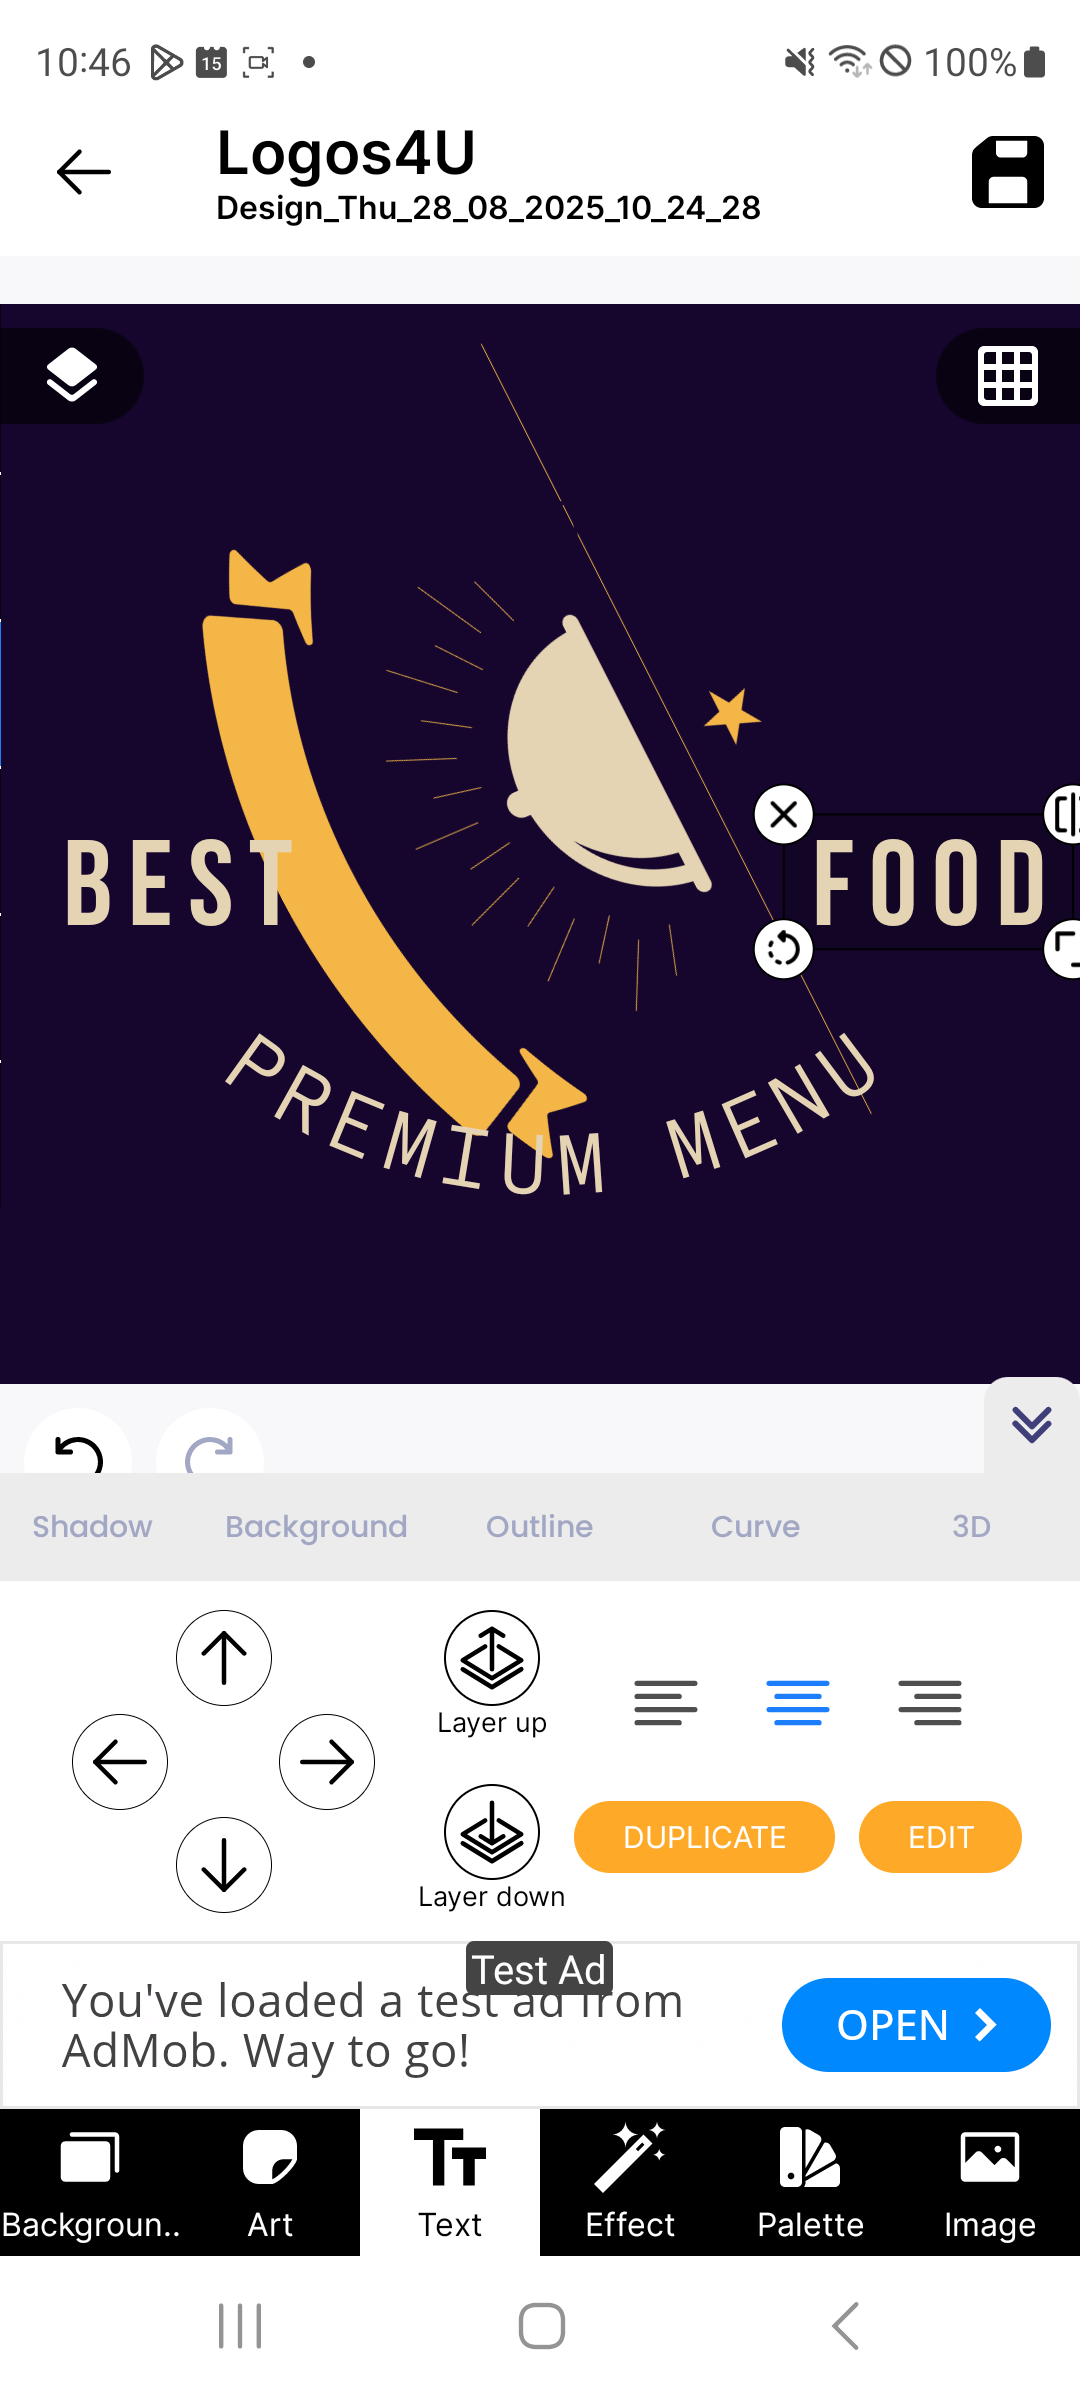 10:46
15
100%
Logos4U
Design_Thu_28_08_2025_10_24_28
BEST
FOOD
PREMIUM MENU
Shadow
Background
Outline
Curve
3D
Layer up
Layer down
DUPLICATE
EDIT
Test Ad
You've loaded a test ad from
AdMob. Way to go!
OPEN
Backgroun..
Art
Text
Effect
Palette
Image